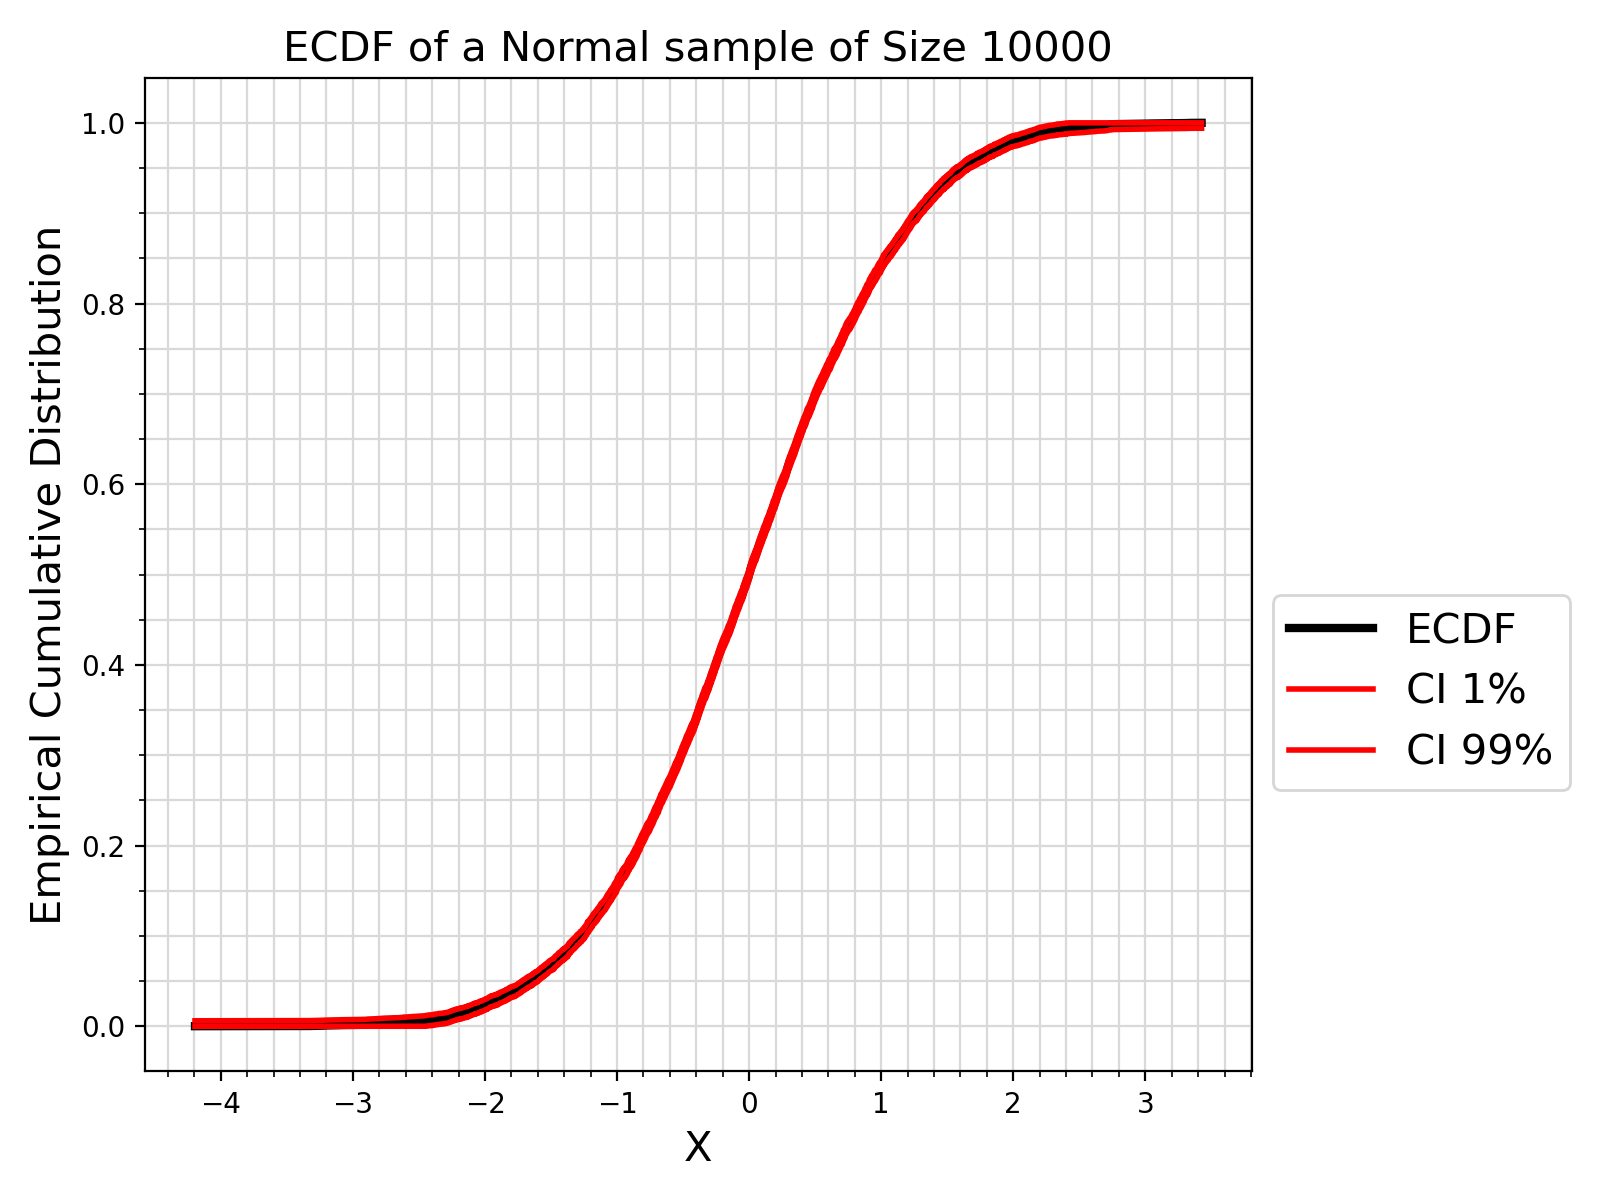 ECDF of a Normal sample of Size 10000
Empirical Cumulative Distribution
1.0
0.8
0.6
0.4
0.2
0.0
−4 −3 −2 −1 0 1 2 3
X
ECDF
CI 1%
CI 99%